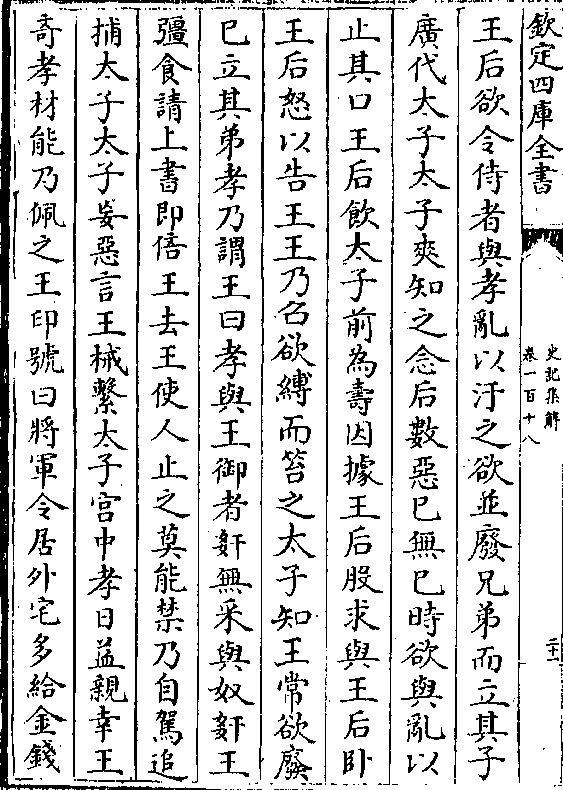 欽定四庫全書
史記集解
卷一百十八
二十一
王后欲令侍者與孝亂以汙之欲並廢兄弟而立其子
廣代太子太子爽知之念后數惡已無已時欲與亂以
止其口王后飲太子前為壽因據王后股求與王后卧
王后怒以告王王乃召欲縛而笞之太子知王常欲廢
已立其弟孝乃謂王曰孝與王御者奸無采與奴奸王
彊食請上書即倍王去王使人止之莫能禁乃自駕追
捕太子太子妄惡言王械繫太子宫中孝日益親幸王
竒孝材能乃佩之王印號曰將軍令居外宅多給金錢